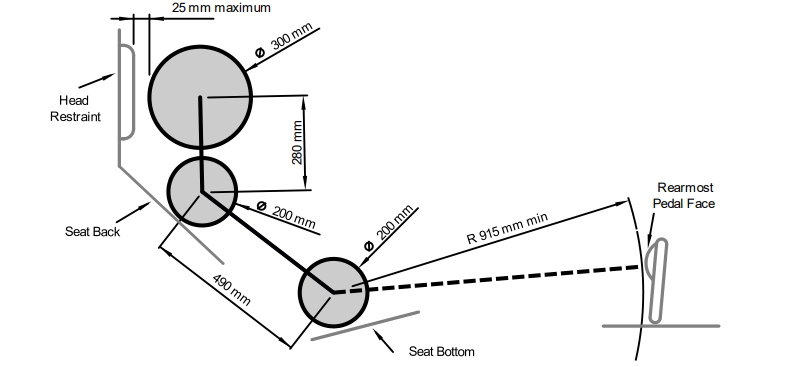 25 mm maximum
Ø 300 mm
Head
Restraint
280 mm
Rearmost
Pedal Face
Ø 200 mm
Ø 200 mm
R 915 mm min
Seat Back
490 mm
Seat Bottom